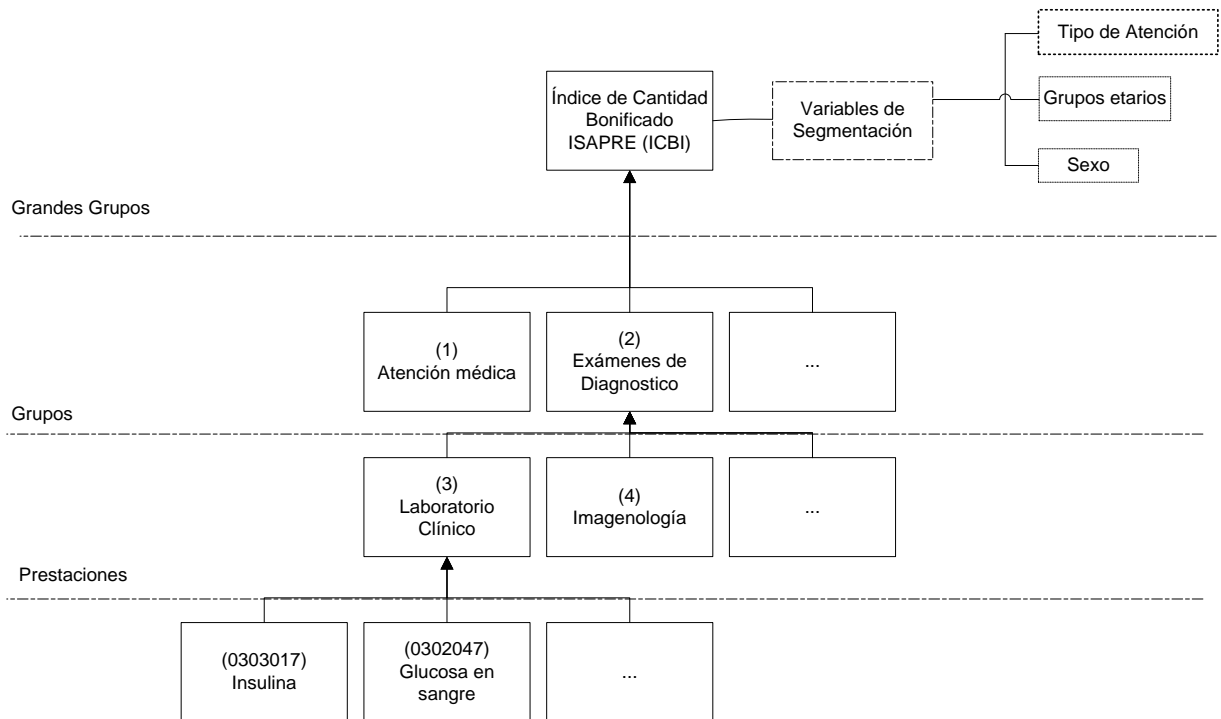 Tipo de Atención
Índice de Cantidad
Bonificado
ISAPRE (ICBI)
Variables de
Segmentación
Grupos etarios
Sexo
Grandes Grupos
(1)
Atención médica
(2)
Exámenes de
Diagnostico
...
Grupos
(3)
Laboratorio
Clínico
(4)
Imagenología
...
Prestaciones
(0303017)
Insulina
(0302047)
Glucosa en
sangre
...